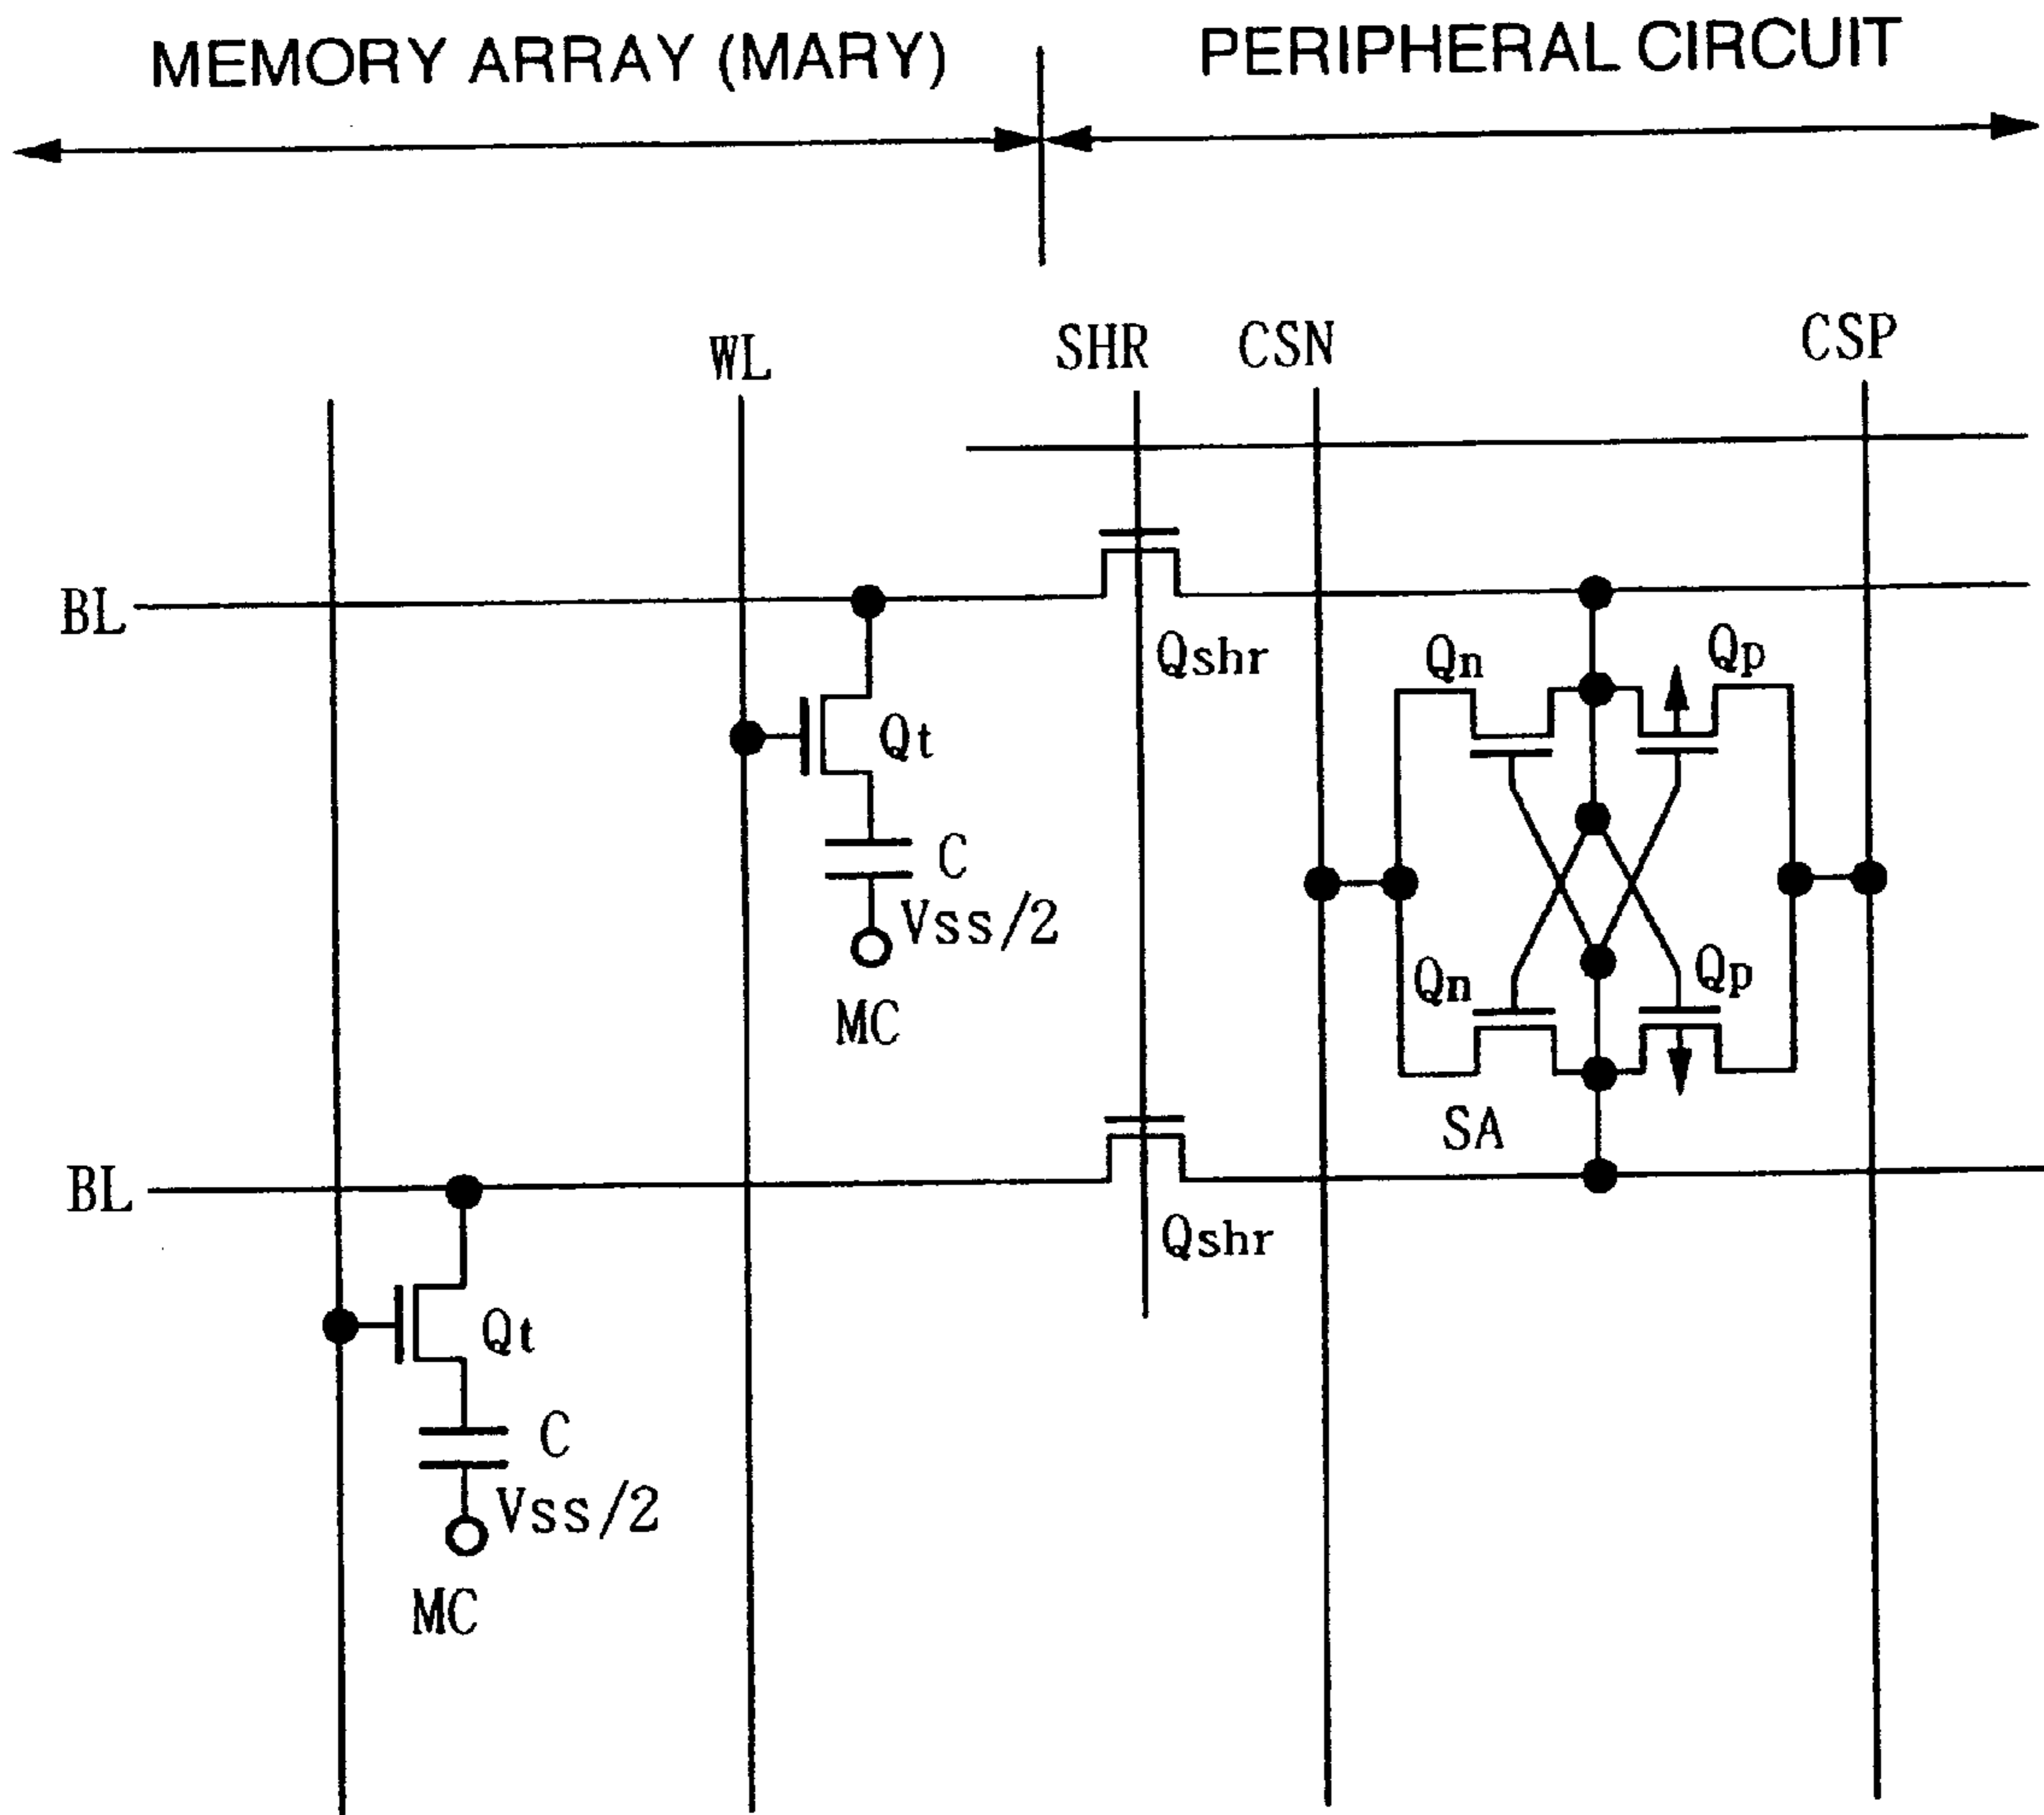 MEMORY ARRAY (MARY)
PERIPHERAL CIRCUIT
WL
SHR
CSN
CSP
BL
Qshr
Qn
Qp
Qt
C
Vss/2
MC
Qn
Qp
SA
BL
Qshr
Qt
C
Vss/2
MC